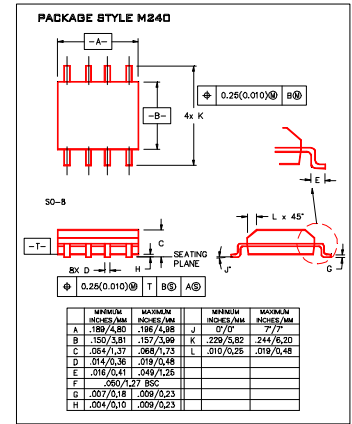 PACKAGE STYLE M240
-A-
-B-
4x K
⌖ 0.25(0.010)Ⓜ BⓂ
E
SO-8
L x 45°
-T-
C
SEATING PLANE
8X D
H
J°
G
⌖ 0.25(0.010)Ⓜ T BⓈ AⓈ
MINIMUM INCHES/MM MAXIMUM INCHES/MM MINIMUM INCHES/MM MAXIMUM INCHES/MM
A .189/4,80 .196/4,98 J 0°/0° 7°/7°
B .150/3,81 .157/3,99 K .229/5,82 .244/6,20
C .054/1,37 .068/1,73 L .010/0,25 .019/0,48
D .014/0,36 .019/0,48
E .016/0,41 .049/1,25
F .050/1,27 BSC
G .007/0,18 .009/0,23
H .004/0,10 .009/0,23